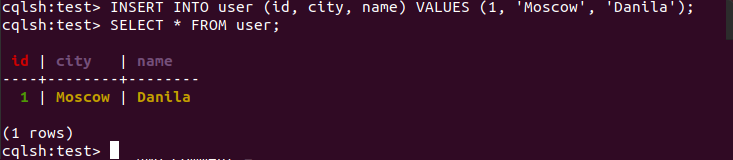 cqlsh:test> INSERT INTO user (id, city, name) VALUES (1, 'Moscow', 'Danila');
cqlsh:test> SELECT * FROM user;
id | city | name
----+--------+--------
1 | Moscow | Danila
(1 rows)
cqlsh:test>